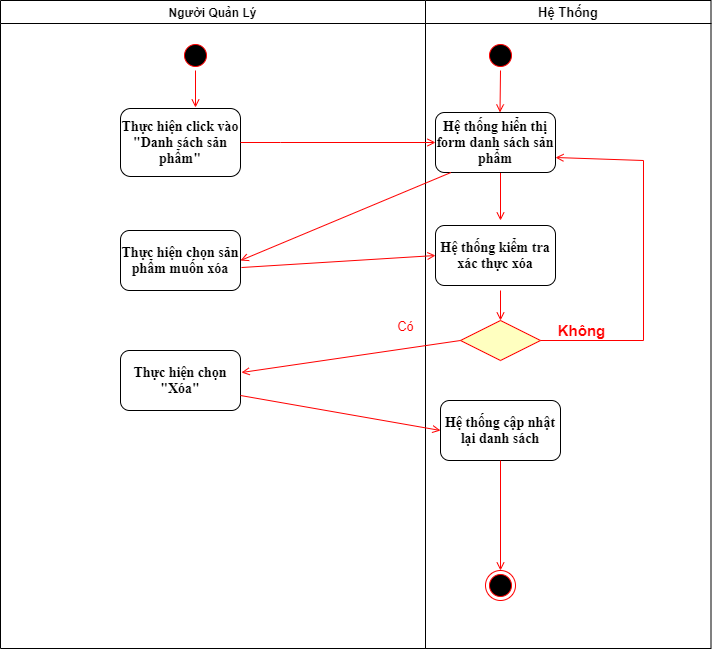 Người Quản Lý
Hệ Thống
Thực hiện click vào
"Danh sách sản
phẩm"
Hệ thống hiển thị
form danh sách sản
phẩm
Thực hiện chọn sản
phẩm muốn xóa
Hệ thống kiểm tra
xác thực xóa
Có
Không
Thực hiện chọn
"Xóa"
Hệ thống cập nhật
lại danh sách